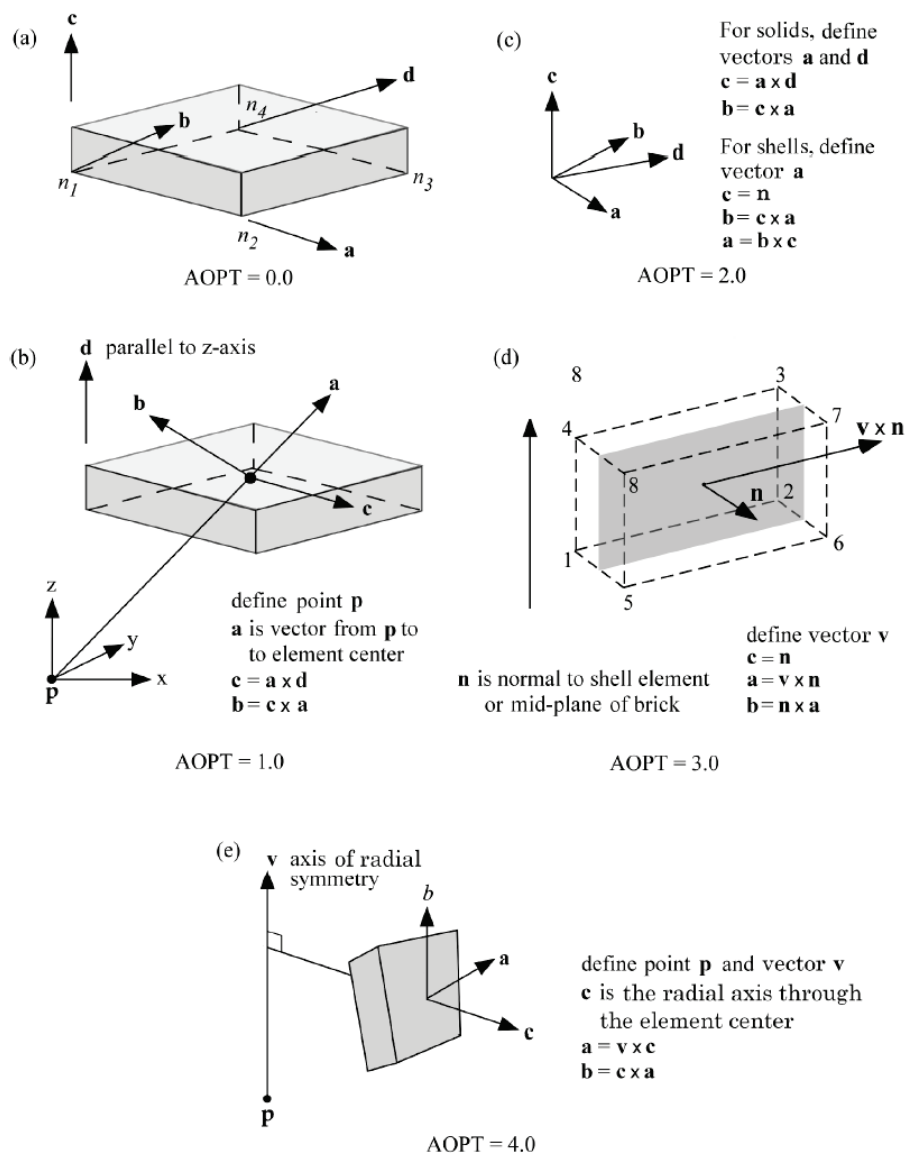 (a)
c
d
b
n4
n1
n3
n2
a
AOPT = 0.0
(c)
c
b
d
a
For solids, define
vectors a and d
c = a x d
b = c x a
For shells, define
vector a
c = n
b = c x a
a = b x c
AOPT = 2.0
(b)
d parallel to z-axis
a
b
c
z
y
x
p
define point p
a is vector from p to
to element center
c = a x d
b = c x a
AOPT = 1.0
(d)
8
3
4
7
v x n
8
n
2
1
6
5
define vector v
c = n
a = v x n
b = n x a
n is normal to shell element
or mid-plane of brick
AOPT = 3.0
(e)
v axis of radial
symmetry
b
a
c
p
define point p and vector v
c is the radial axis through
the element center
a = v x c
b = c x a
AOPT = 4.0